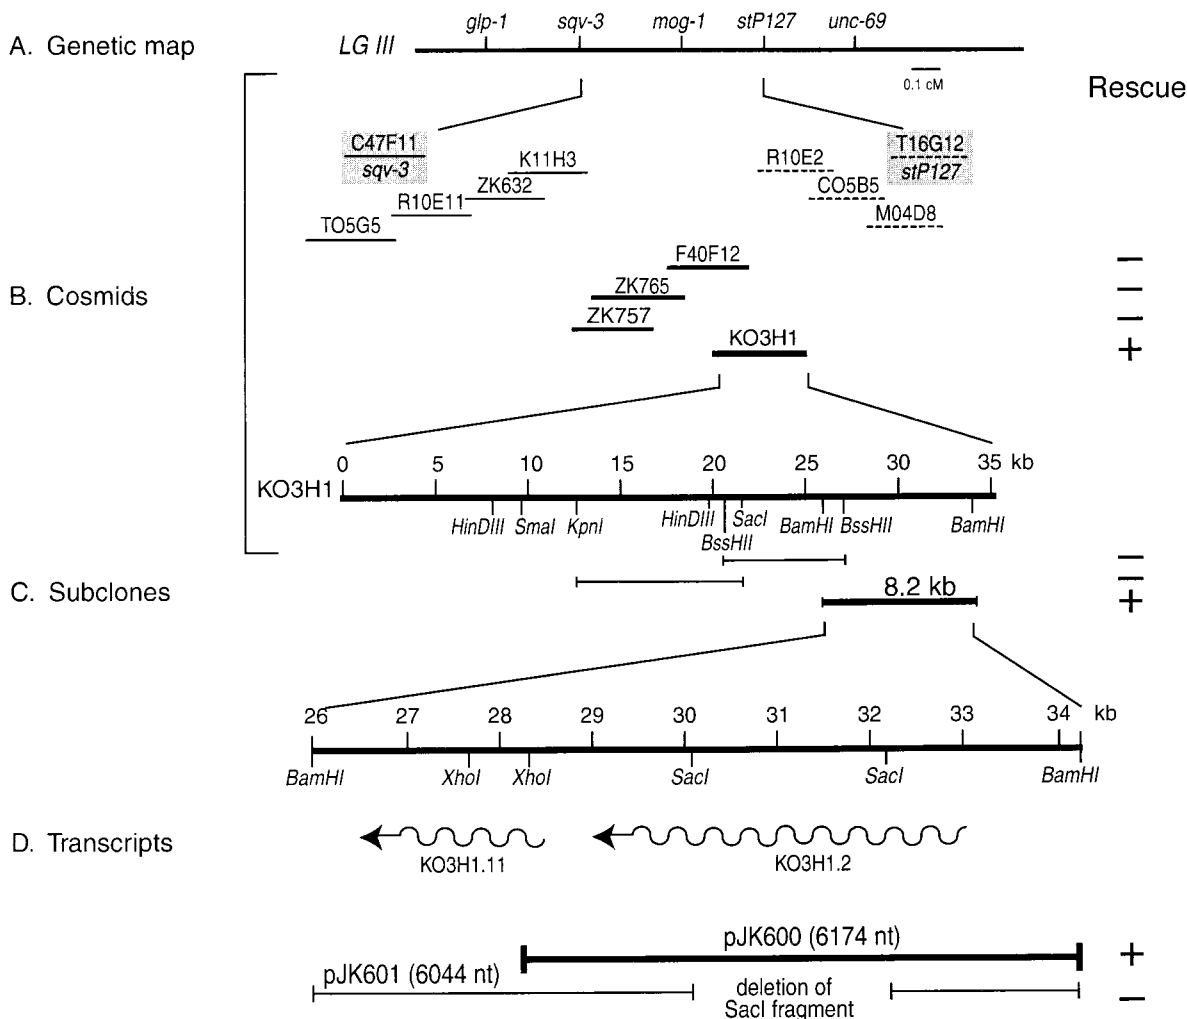 glp-1 sqv-3 mog-1 stP127 unc-69
A. Genetic map LG III
0.1 cM
Rescue
C47F11
sqv-3
K11H3
ZK632
R10E11
TO5G5
R10E2
T16G12
stP127
CO5B5
M04D8
F40F12 –
B. Cosmids
ZK765 –
ZK757 –
KO3H1 +
0 5 10 15 20 25 30 35 kb
KO3H1
HinDIII SmaI KpnI HinDIII SacI BamHI BssHII BamHI
BssHII
–
–
C. Subclones
8.2 kb +
26 27 28 29 30 31 32 33 34 kb
BamHI XhoI XhoI SacI SacI BamHI
D. Transcripts
KO3H1.11 KO3H1.2
pJK600 (6174 nt) +
pJK601 (6044 nt)
deletion of
SacI fragment –